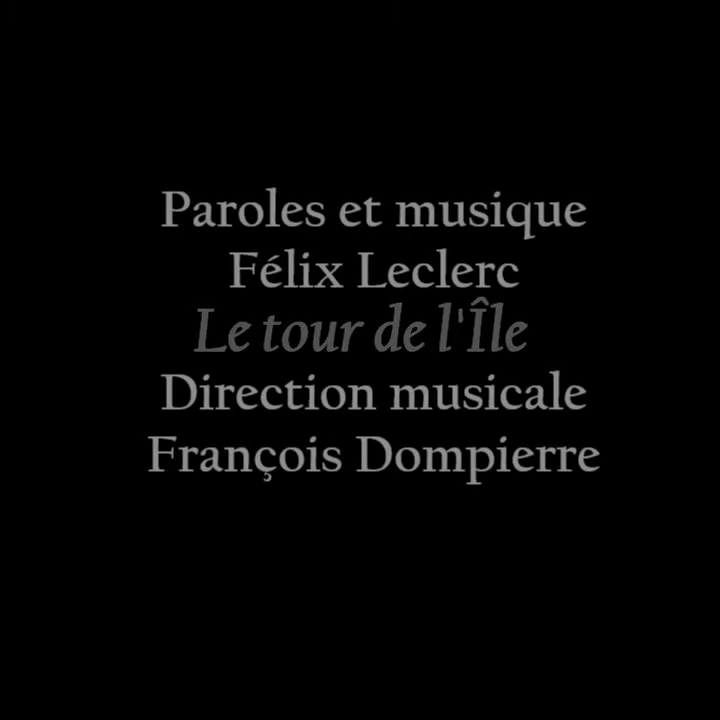 Paroles et musique
Félix Leclerc
Le tour de l'Île
Direction musicale
François Dompierre